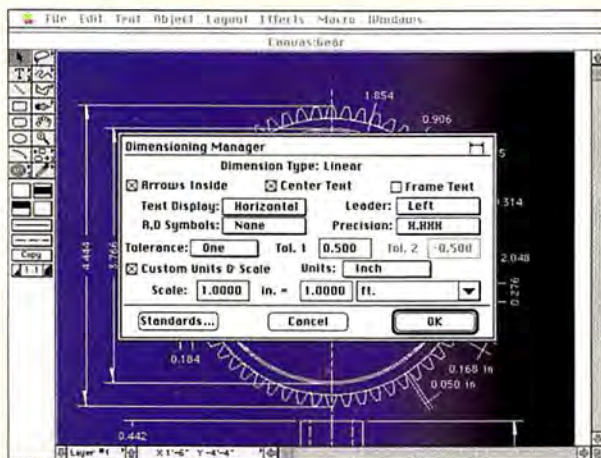 File Edit Text Object Layout Effects Macro Windows
Canvas:Gear
T
1.854
0.906
Dimensioning Manager
Dimension Type: Linear
Arrows Inside Center Text Frame Text
Text Display: Horizontal Leader: Left
R,D Symbols: None Precision: X.XXX
Tolerance: One Tol. 1 0.500 Tol. 2 -0.500
Custom Units & Scale Units: Inch
Scale: 1.0000 in. = 1.0000 ft.
Standards... Cancel OK
4.444
3.766
.314
2.048
0.276
Copy
1:1
0.184
0.168 in
0.050 in
0.442
Layer #1 X 1'-6" Y -4'-4"